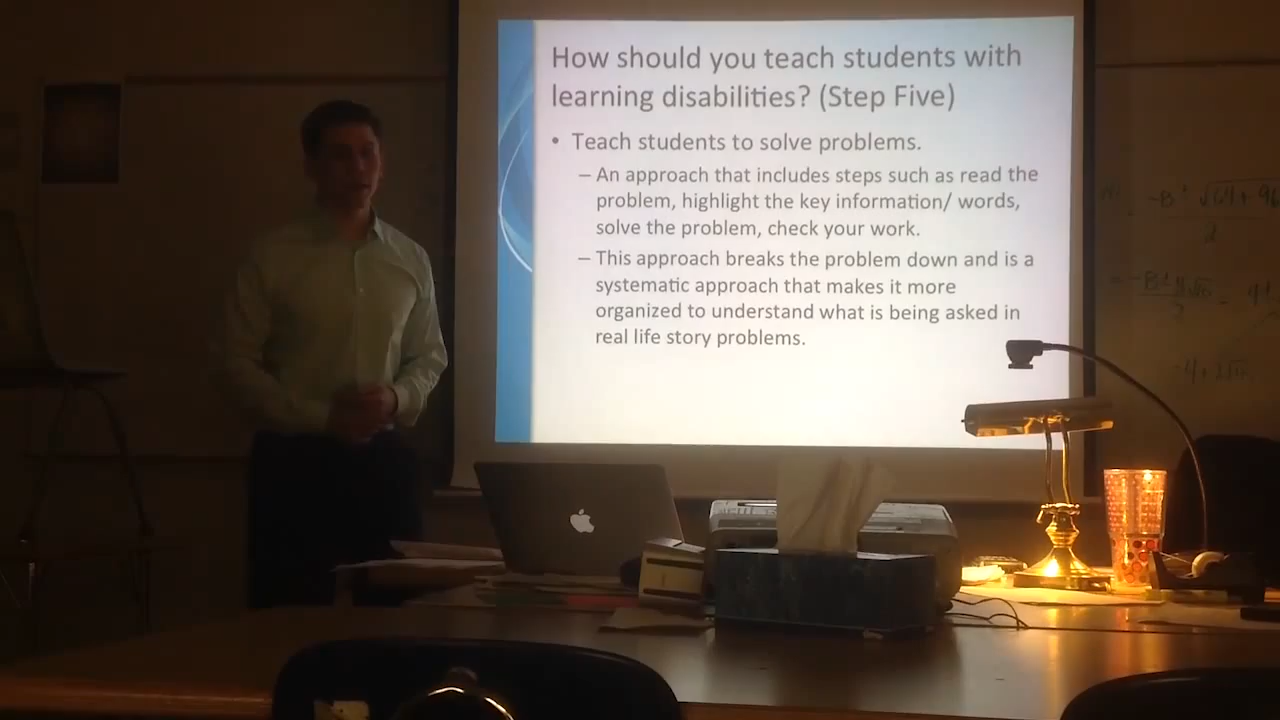 How should you teach students with
learning disabilities? (Step Five)
• Teach students to solve problems.
– An approach that includes steps such as read the
problem, highlight the key information/ words,
solve the problem, check your work.
– This approach breaks the problem down and is a
systematic approach that makes it more
organized to understand what is being asked in
real life story problems.